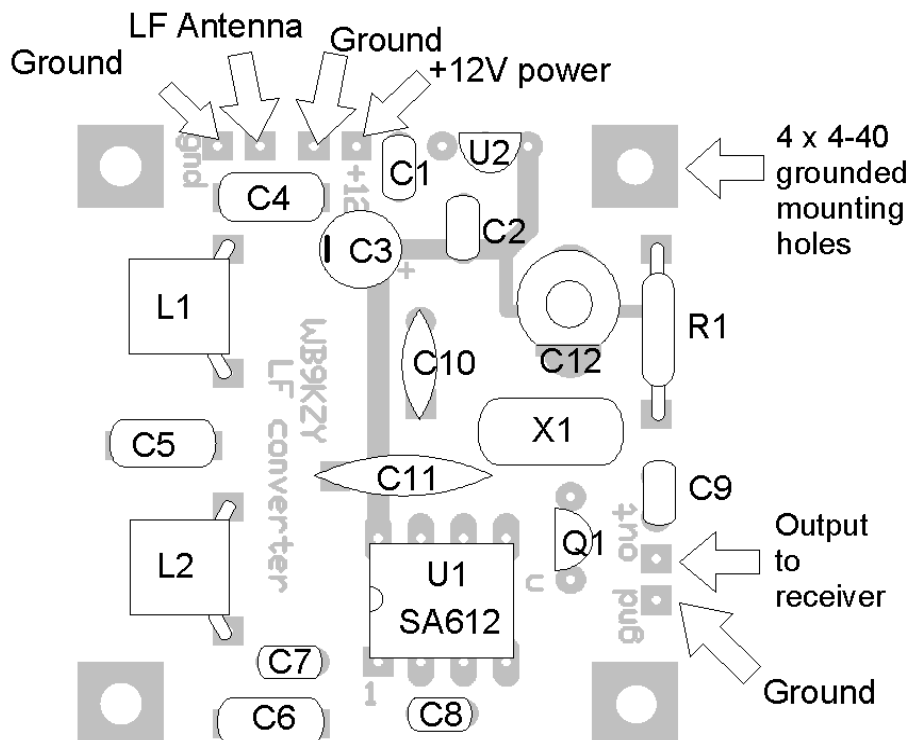 LF Antenna
Ground
Ground
+12V power
4 x 4-40
grounded
mounting
holes
gnd
+12
C1
U2
C4
C2
C3
+
L1
R1
C12
C10
WB9KZY
LF converter
X1
C5
C11
C9
out
Q1
Output
to
receiver
L2
U1
SA612
n
gnd
C7
1
Ground
C6
C8